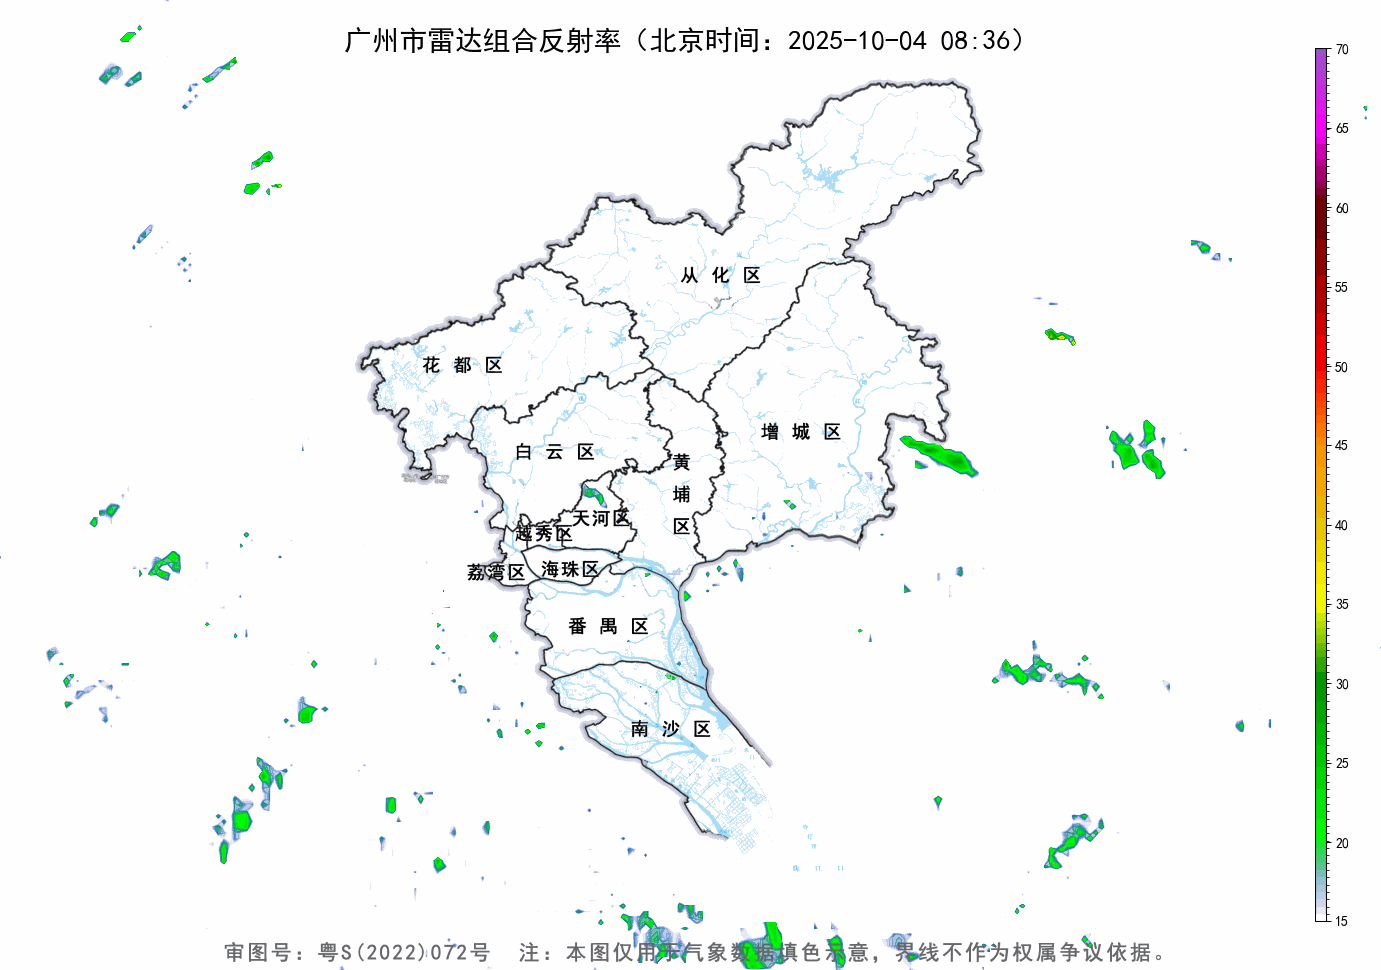 广州市雷达组合反射率（北京时间：2025-10-04 08:36）
70
65
60
55
50
45
40
35
30
25
20
15
从化区
花都区
增城区
白云区
黄埔区
天河区
越秀区
荔湾区
海珠区
番禺区
南沙区
审图号：粤S(2022)072号 注：本图仅用于气象数据填色示意，界线不作为权属争议依据。